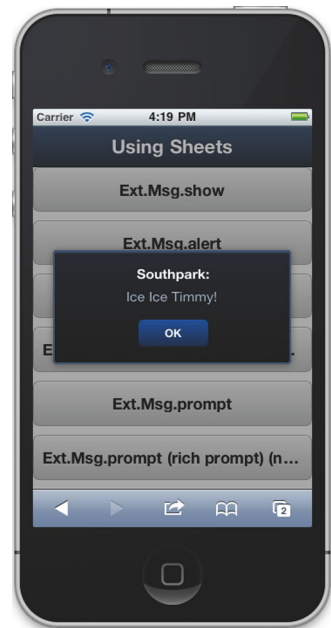 Carrier 4:19 PM
Using Sheets
Ext.Msg.show
Ext.Msg.alert
Southpark:
Ice Ice Timmy!
OK
E
.
Ext.Msg.prompt
Ext.Msg.prompt (rich prompt) (n...
2